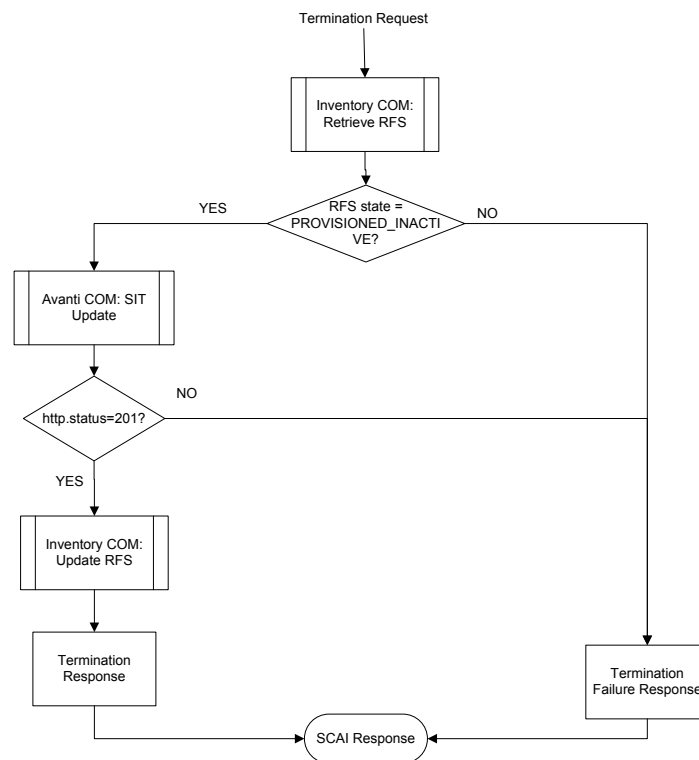 Termination Request
Inventory COM:
Retrieve RFS
RFS state =
PROVISIONED_INACTI
VE?
YES
NO
Avanti COM: SIT
Update
NO
http.status=201?
YES
Inventory COM:
Update RFS
Termination
Response
Termination
Failure Response
SCAI Response